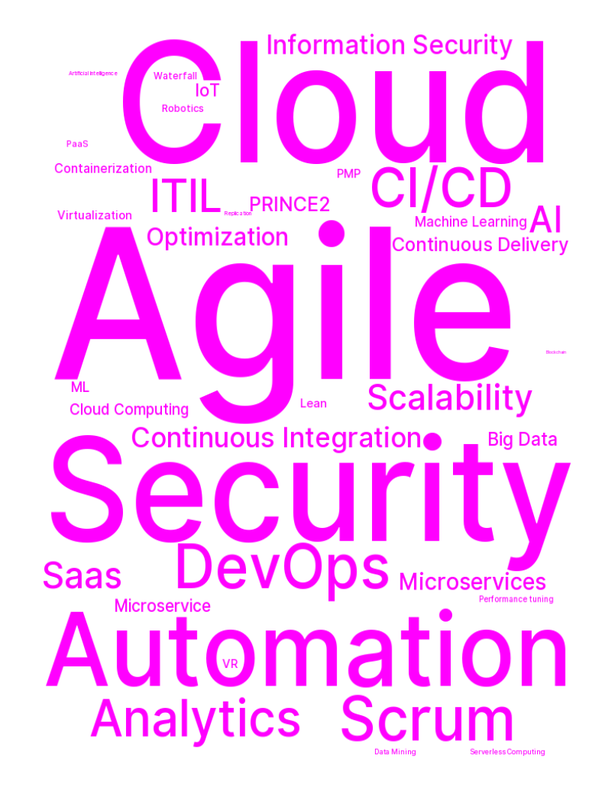 Information Security
Cloud
Artificial Intelligence
Waterfall
IoT
Robotics
PaaS
Containerization
PMP
CI/CD
ITIL
PRINCE2
Replication
Virtualization
Machine Learning
AI
Optimization
Continuous Delivery
Agile
Blockchain
ML
Scalability
Cloud Computing
Lean
Continuous Integration
Big Data
Security
DevOps
Saas
Microservices
Performance tuning
Microservice
Automation
VR
Analytics
Scrum
Data Mining
Serverless Computing